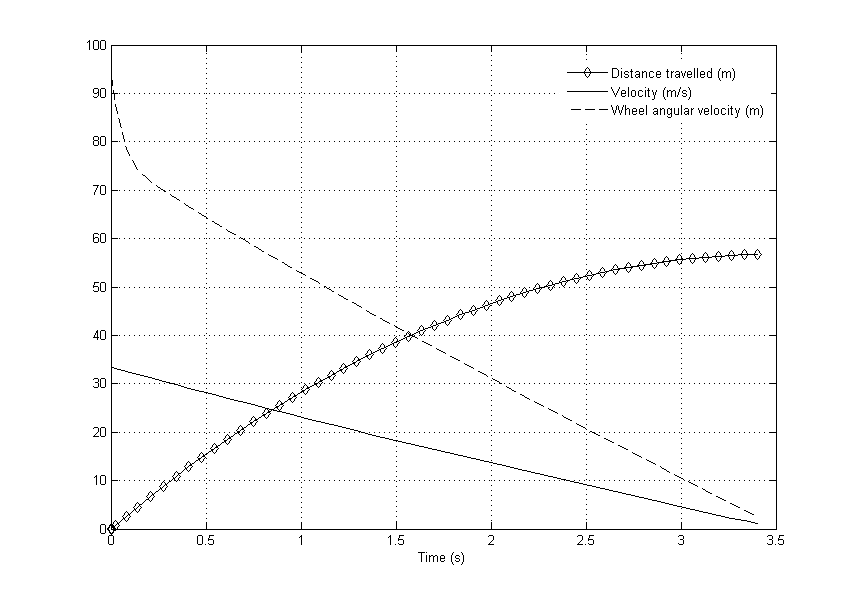 100
90
80
70
60
50
40
30
20
10
0
Distance travelled (m)
Velocity (m/s)
Wheel angular velocity (m)
0 0.5 1 1.5 2 2.5 3 3.5
Time (s)